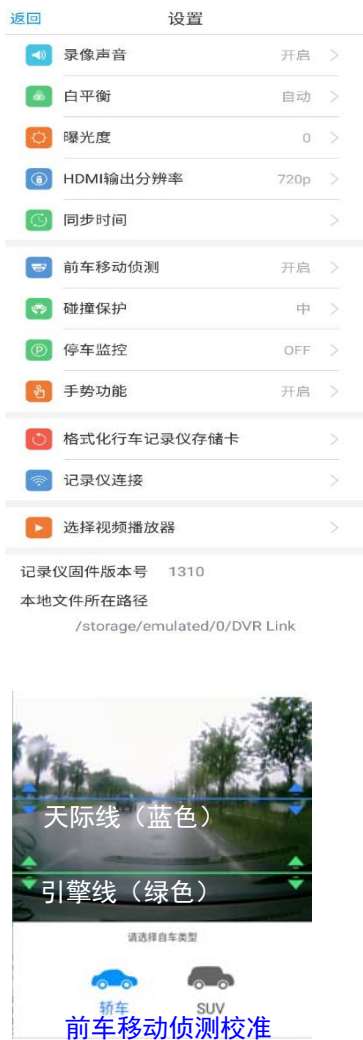 返回 设置
录像声音 开启
白平衡 自动
曝光度 0
HDMI输出分辨率 720p
同步时间
前车移动侦测 开启
碰撞保护 中
停车监控 OFF
手势功能 开启
格式化行车记录仪存储卡
记录仪连接
选择视频播放器
记录仪固件版本号 1310
本地文件所在路径
/storage/emulated/0/DVR Link
天际线（蓝色）
引擎线（绿色）
请选择自车类型
轿车 SUV
前车移动侦测校准